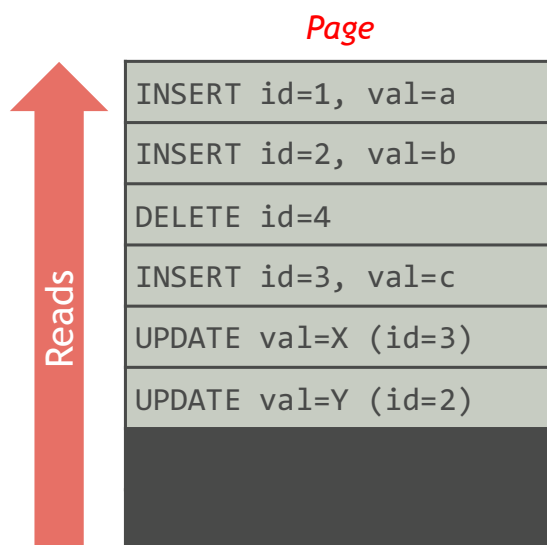 Page
INSERT id=1, val=a
INSERT id=2, val=b
DELETE id=4
INSERT id=3, val=c
UPDATE val=X (id=3)
UPDATE val=Y (id=2)
Reads